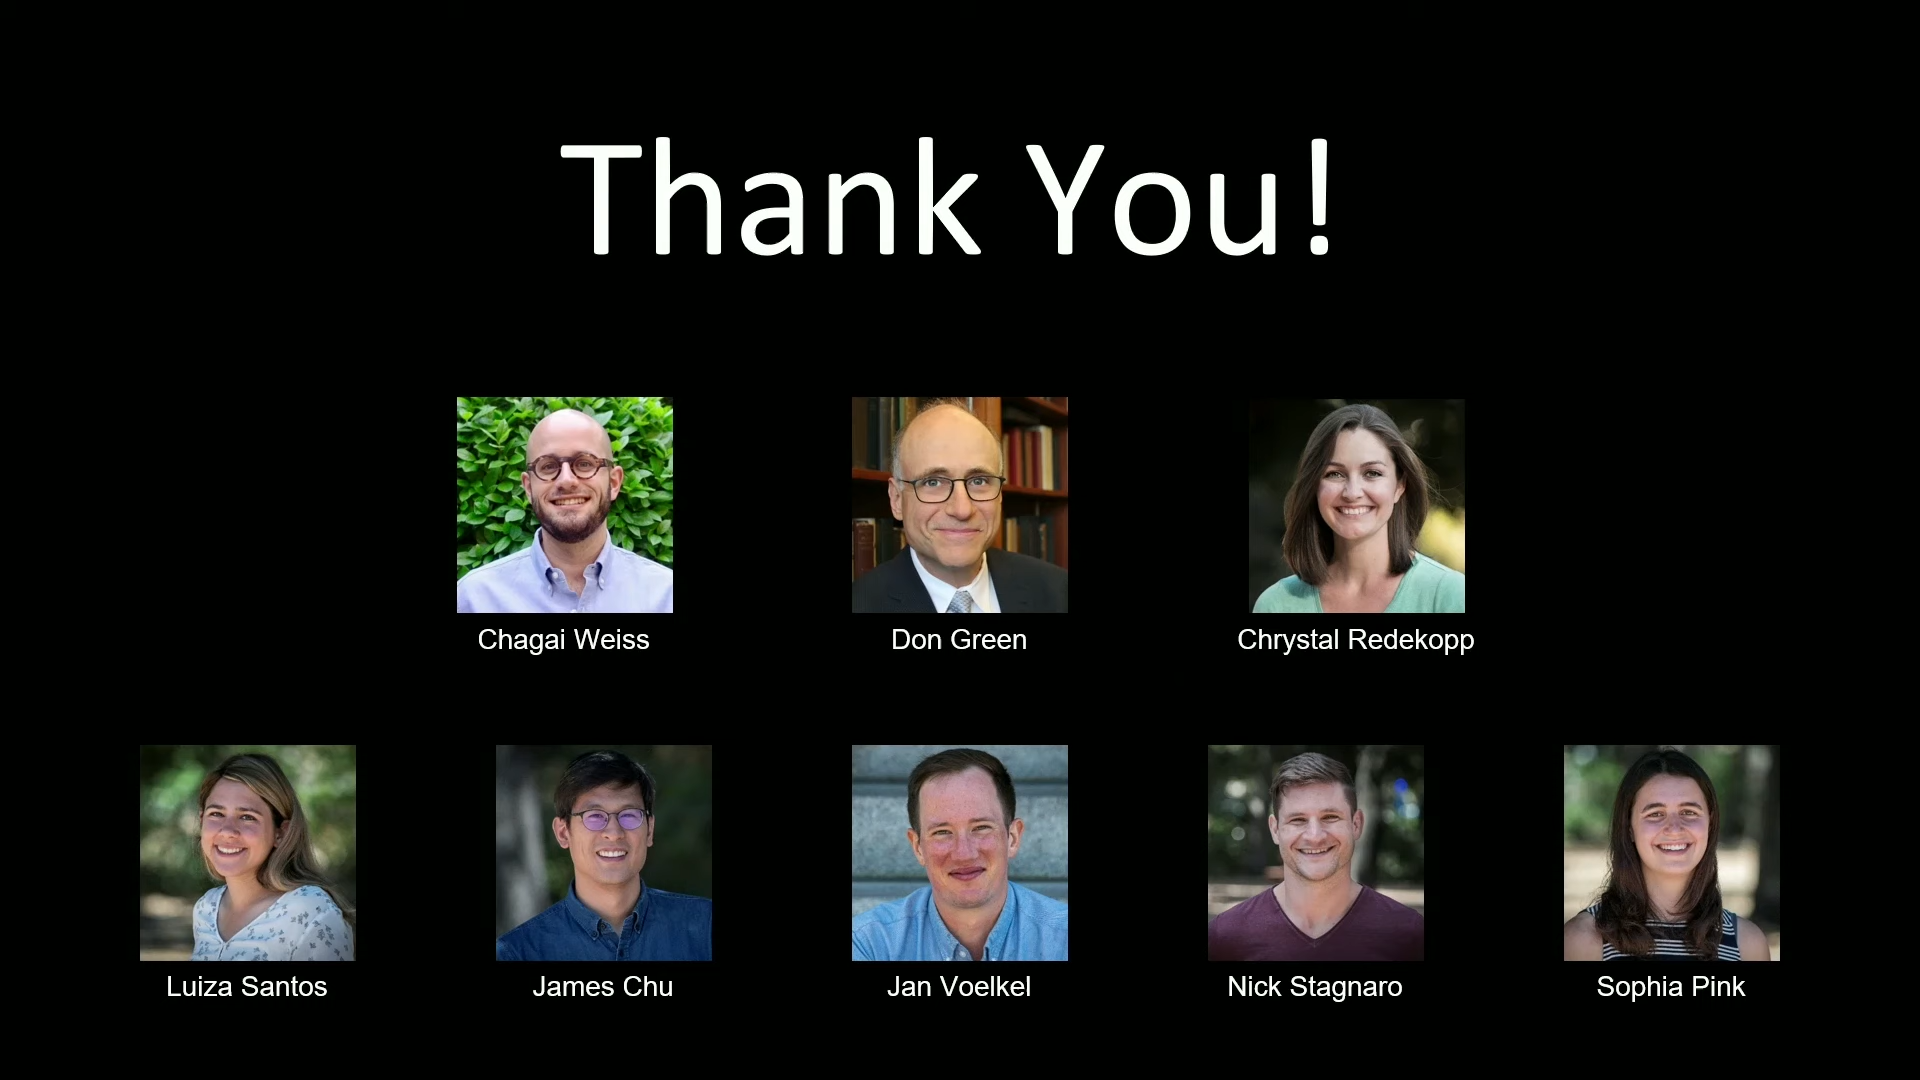 Thank You!
Chagai Weiss
Don Green
Chrystal Redekopp
Luiza Santos
James Chu
Jan Voelkel
Nick Stagnaro
Sophia Pink